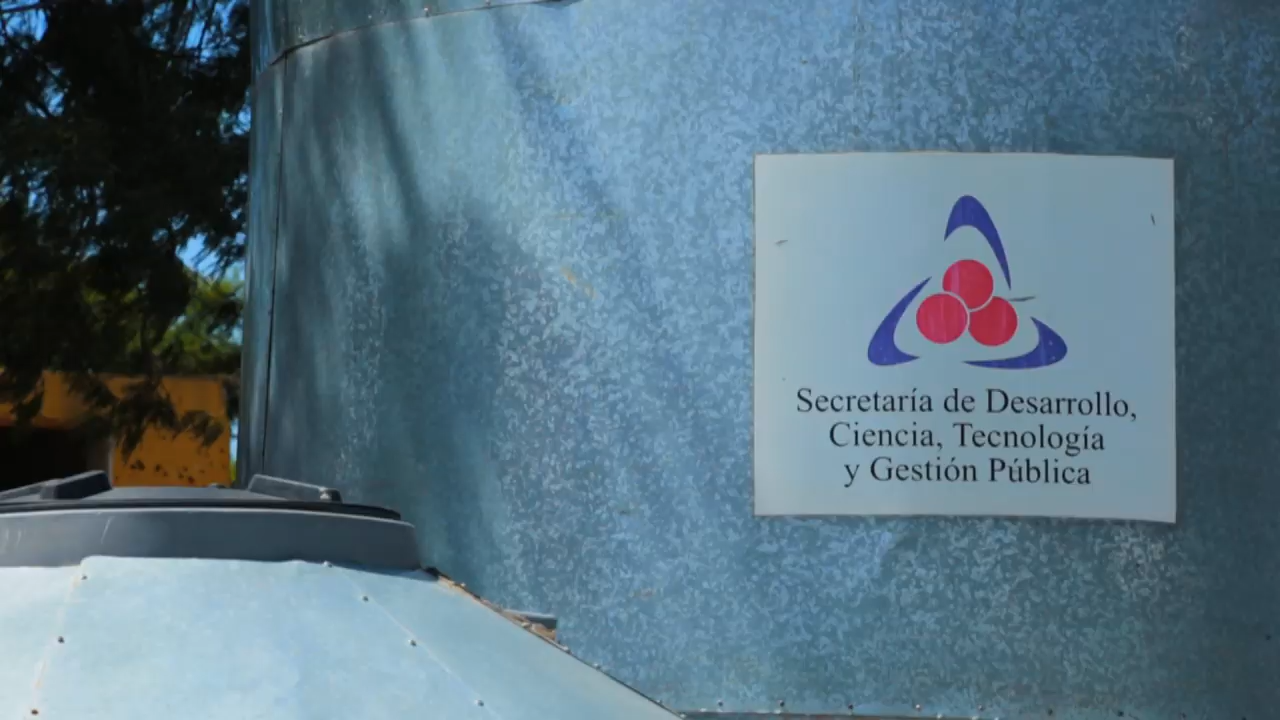 Secretaría de Desarrollo,
Ciencia, Tecnología
y Gestión Pública